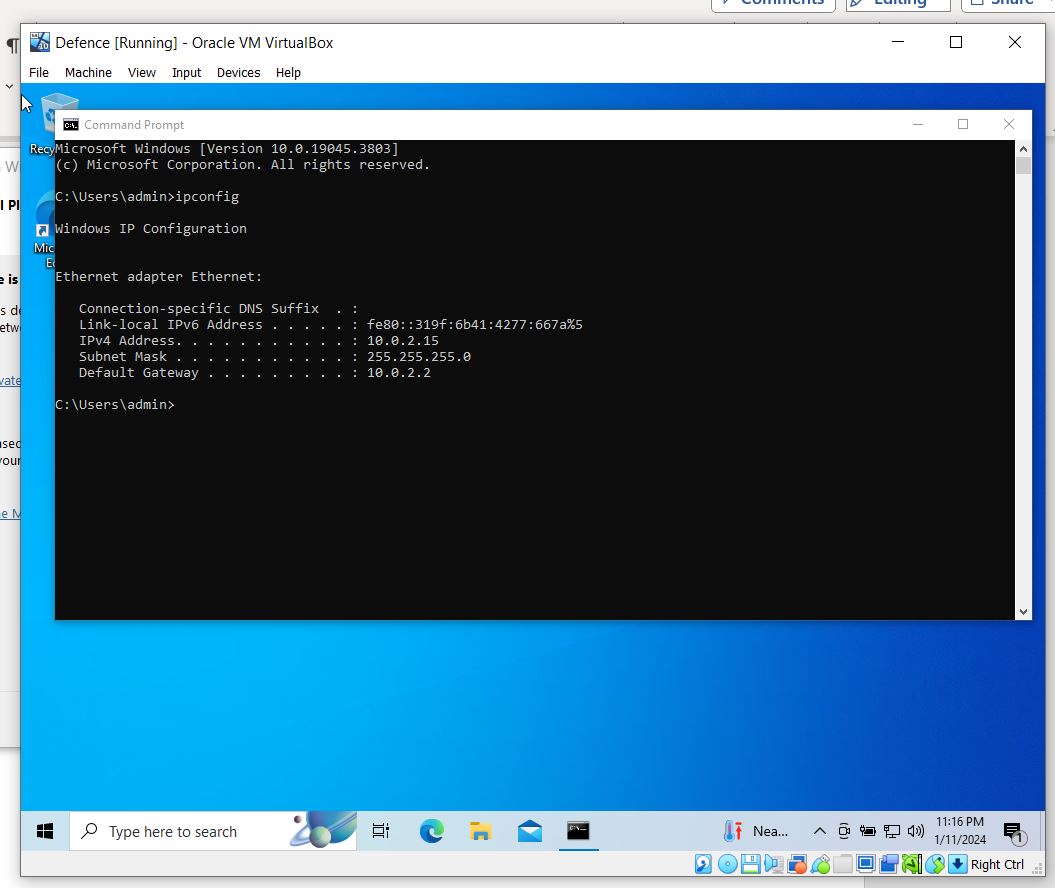 Comments
Editing
Share
Defence [Running] - Oracle VM VirtualBox
File Machine View Input Devices Help
Command Prompt
Microsoft Windows [Version 10.0.19045.3803]
(c) Microsoft Corporation. All rights reserved.
C:\Users\admin>ipconfig
Windows IP Configuration
Ethernet adapter Ethernet:
Connection-specific DNS Suffix . :
Link-local IPv6 Address . . . . . : fe80::319f:6b41:4277:667a%5
IPv4 Address. . . . . . . . . . . : 10.0.2.15
Subnet Mask . . . . . . . . . . . : 255.255.255.0
Default Gateway . . . . . . . . . : 10.0.2.2
C:\Users\admin>
Recy
Mic
Type here to search
Nea...
11:16 PM
1/11/2024
1
Right Ctrl